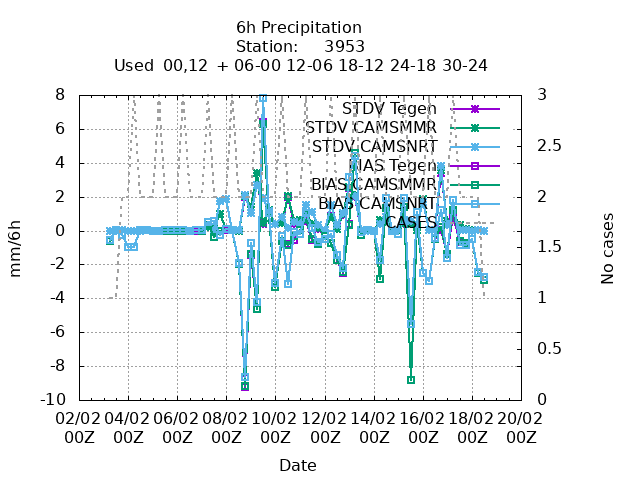 6h Precipitation
Station: 3953
Used 00,12 + 06-00 12-06 18-12 24-18 30-24
8
6
4
2
0
-2
-4
-6
-8
-10
mm/6h
3
2.5
2
1.5
1
0.5
0
No cases
STDV Tegen
STDV CAMSMMR
STDV CAMSNRT
BIAS Tegen
BIAS CAMSMMR
BIAS CAMSNRT
CASES
02/02 04/02 06/02 08/02 10/02 12/02 14/02 16/02 18/02 20/02
00Z 00Z 00Z 00Z 00Z 00Z 00Z 00Z 00Z 00Z
Date